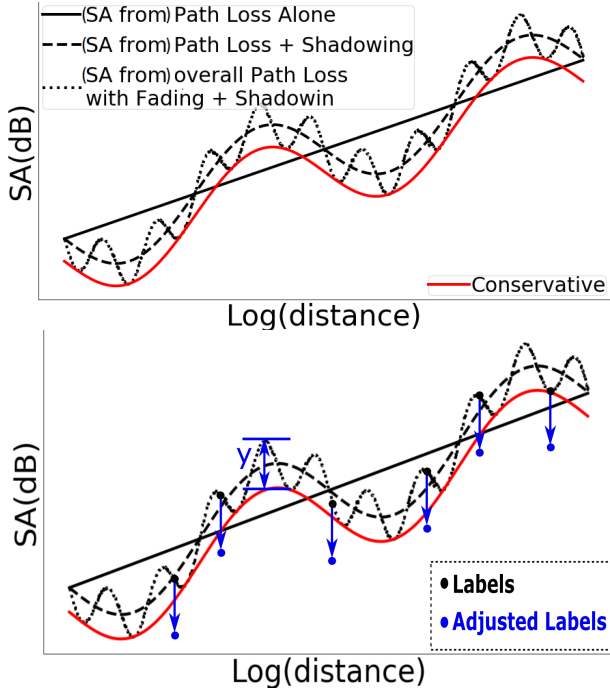 (SA from) Path Loss Alone
(SA from) Path Loss + Shadowing
(SA from) overall Path Loss
with Fading + Shadowin
SA(dB)
Conservative
Log(distance)
y
SA(dB)
Labels
Adjusted Labels
Log(distance)